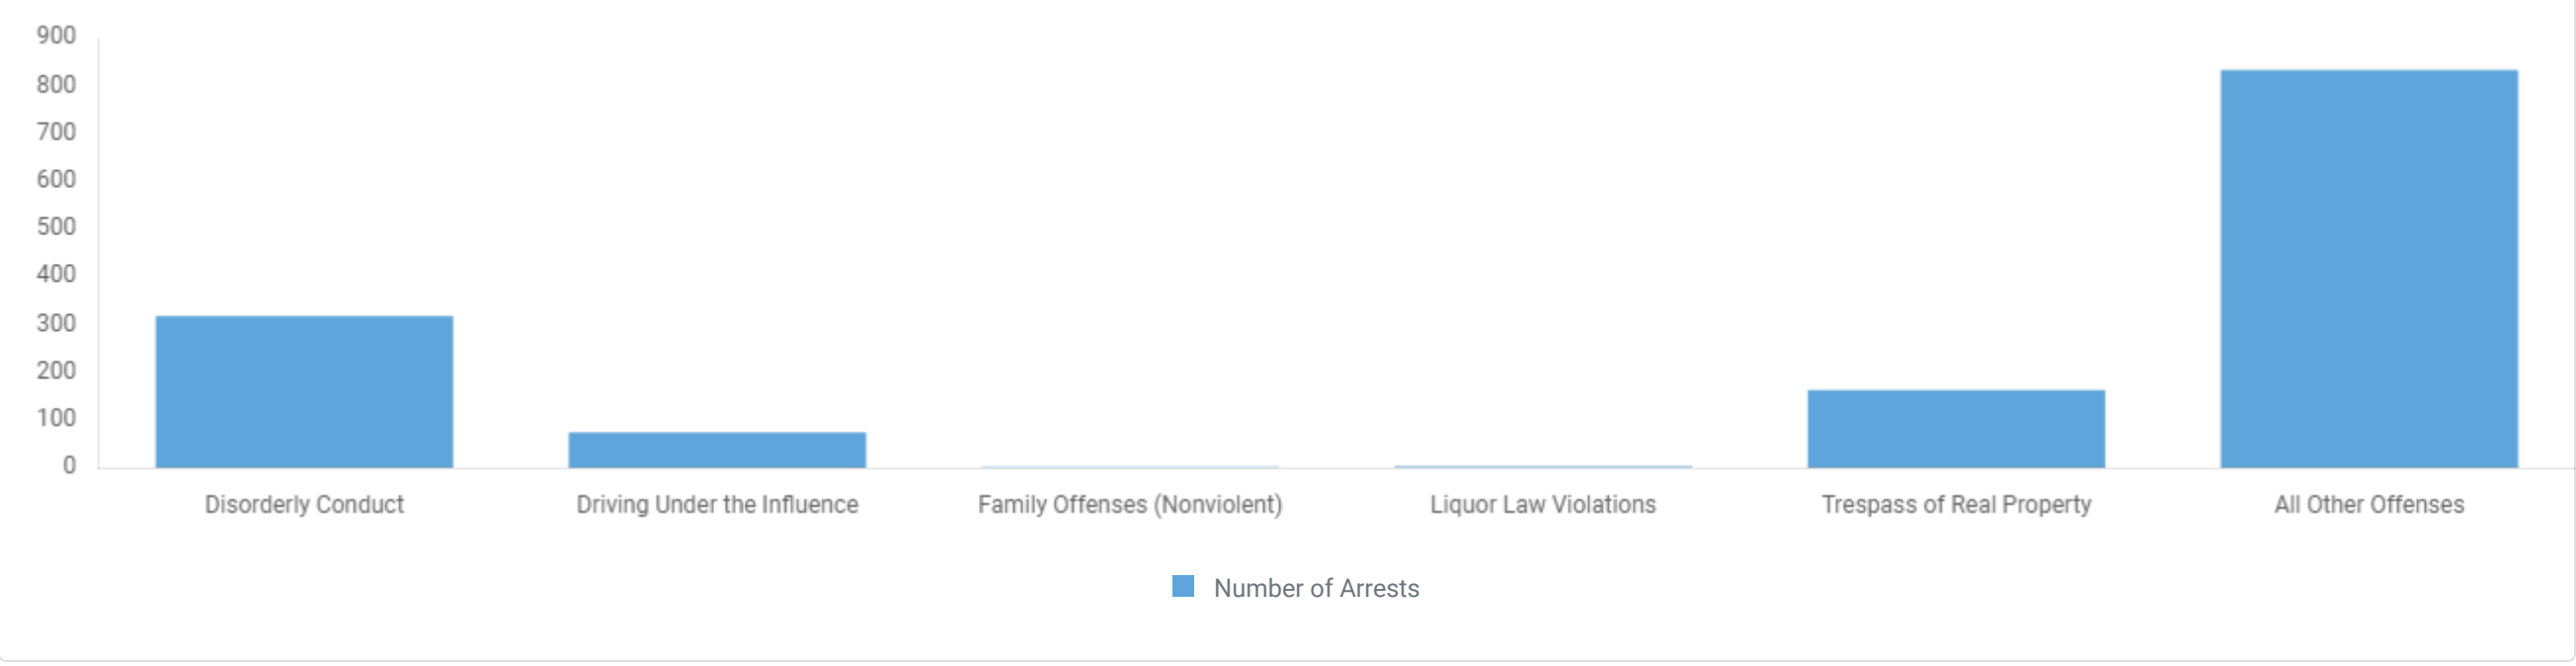 900
800
700
600
500
400
300
200
100
0
Disorderly Conduct
Driving Under the Influence
Family Offenses (Nonviolent)
Liquor Law Violations
Trespass of Real Property
All Other Offenses
Number of Arrests